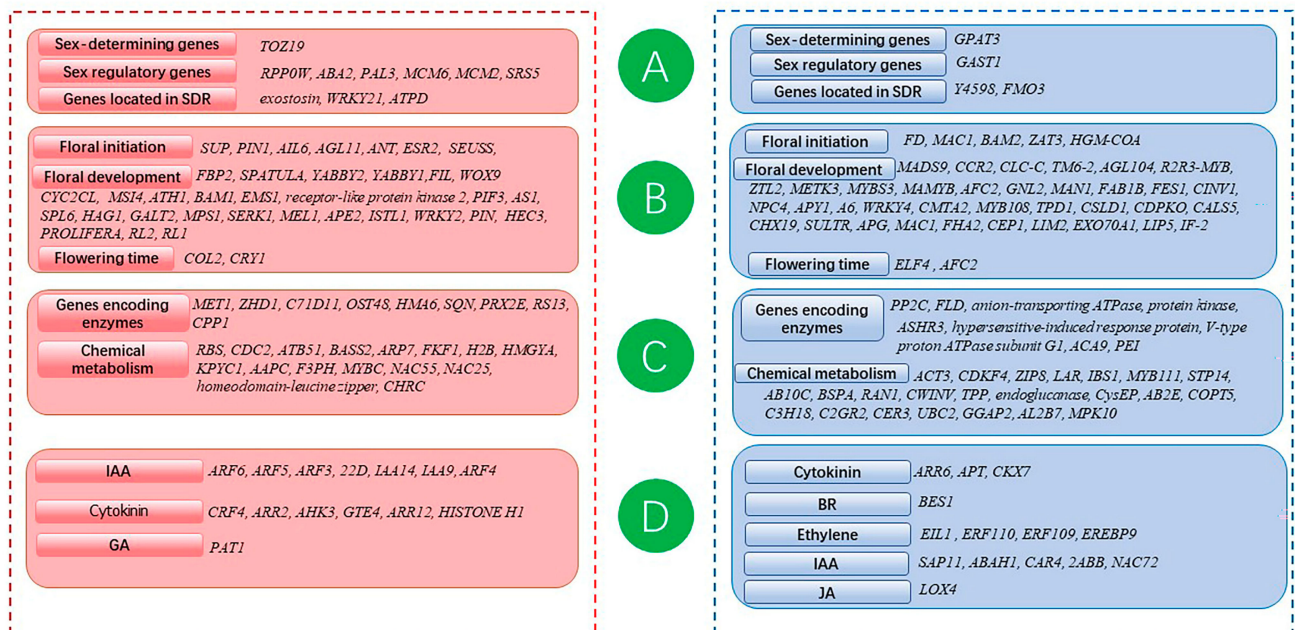 Sex-determining genes TOZ19
Sex regulatory genes RPP0W, ABA2, PAL3, MCM6, MCM2, SRS5
Genes located in SDR exostosin, WRKY21, ATPD
A
Sex-determining genes GPAT3
Sex regulatory genes GAST1
Genes located in SDR Y4598, FMO3
Floral initiation SUP, PIN1, AIL6, AGL11, ANT, ESR2, SEUSS,
Floral development FBP2, SPATULA, YABBY2, YABBY1,FIL, WOX9
CYC2CL, MSI4, ATH1, BAM1, EMS1, receptor-like protein kinase 2, PIF3, AS1,
SPL6, HAG1, GALT2, MPS1, SERK1, MEL1, APE2, ISTL1, WRKY2, PIN, HEC3,
PROLIFERA, RL2, RL1
Flowering time COL2, CRY1
B
Floral initiation FD, MAC1, BAM2, ZAT3, HGM-COA
Floral development MADS9, CCR2, CLC-C, TM6-2, AGL104, R2R3-MYB,
ZTL2, METK3, MYBS3, MAMYB, AFC2, GNL2, MAN1, FAB1B, FES1, CINV1,
NPC4, APY1, A6, WRKY4, CMTA2, MYB108, TPD1, CSLD1, CDPKO, CALS5,
CHX19, SULTR, APG, MAC1, FHA2, CEP1, LIM2, EXO70A1, LIP5, IF-2
Flowering time ELF4 , AFC2
Genes encoding enzymes MET1, ZHD1, C71D11, OST48, HMA6, SQN, PRX2E, RS13,
CPP1
Chemical metabolism RBS, CDC2, ATB51, BASS2, ARP7, FKF1, H2B, HMGYA,
KPYC1, AAPC, F3PH, MYBC, NAC55, NAC25,
homeodomain-leucine zipper, CHRC
C
Genes encoding enzymes PP2C, FLD, anion-transporting ATPase, protein kinase,
ASHR3, hypersensitive-induced response protein, V-type
proton ATPase subunit G1, ACA9, PEI
Chemical metabolism ACT3, CDKF4, ZIP8, LAR, IBS1, MYB111, STP14,
AB10C, BSPA, RAN1, CWINV, TPP, endoglucanase, CysEP, AB2E, COPT5,
C3H18, C2GR2, CER3, UBC2, GGAP2, AL2B7, MPK10
IAA ARF6, ARF5, ARF3, 22D, IAA14, IAA9, ARF4
Cytokinin CRF4, ARR2, AHK3, GTE4, ARR12, HISTONE H1
GA PAT1
D
Cytokinin ARR6, APT, CKX7
BR BES1
Ethylene EIL1 , ERF110, ERF109, EREBP9
IAA SAP11, ABAH1, CAR4, 2ABB, NAC72
JA LOX4